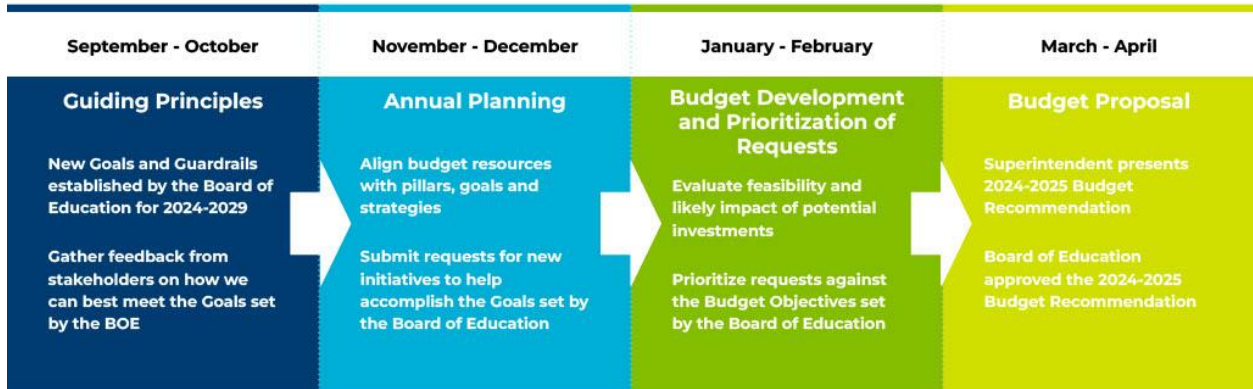 September - October
Guiding Principles
New Goals and Guardrails
established by the Board of
Education for 2024-2029
Gather feedback from
stakeholders on how we
can best meet the Goals set
by the BOE
November - December
Annual Planning
Align budget resources
with pillars, goals and
strategies
Submit requests for new
initiatives to help
accomplish the Goals set by
the Board of Education
January - February
Budget Development
and Prioritization of
Requests
Evaluate feasibility and
likely impact of potential
investments
Prioritize requests against
the Budget Objectives set
by the Board of Education
March - April
Budget Proposal
Superintendent presents
2024-2025 Budget
Recommendation
Board of Education
approved the 2024-2025
Budget Recommendation